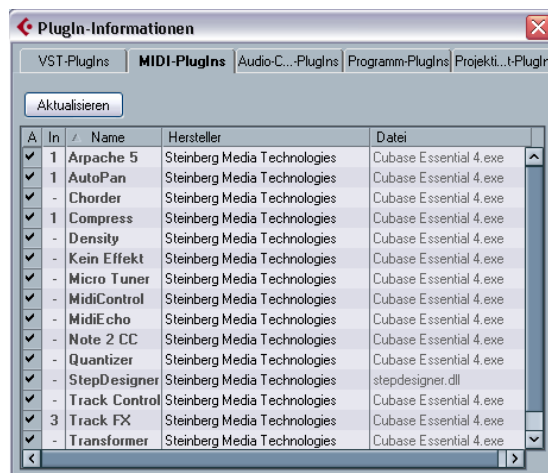 PlugIn-Informationen
VST-PlugIns MIDI-PlugIns Audio-C...-PlugIns Programm-PlugIns Projekti...t-PlugIn
Aktualisieren
A In Name Hersteller Datei
1 Arpache 5 Steinberg Media Technologies Cubase Essential 4.exe
1 AutoPan Steinberg Media Technologies Cubase Essential 4.exe
- Chorder Steinberg Media Technologies Cubase Essential 4.exe
1 Compress Steinberg Media Technologies Cubase Essential 4.exe
- Density Steinberg Media Technologies Cubase Essential 4.exe
- Kein Effekt Steinberg Media Technologies Cubase Essential 4.exe
- Micro Tuner Steinberg Media Technologies Cubase Essential 4.exe
- MidiControl Steinberg Media Technologies Cubase Essential 4.exe
- MidiEcho Steinberg Media Technologies Cubase Essential 4.exe
- Note 2 CC Steinberg Media Technologies Cubase Essential 4.exe
- Quantizer Steinberg Media Technologies Cubase Essential 4.exe
- StepDesigner Steinberg Media Technologies stepdesigner.dll
- Track Control Steinberg Media Technologies Cubase Essential 4.exe
3 Track FX Steinberg Media Technologies Cubase Essential 4.exe
- Transformer Steinberg Media Technologies Cubase Essential 4.exe